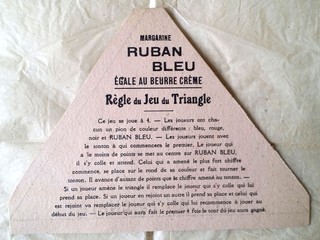 MARGARINE
RUBAN
BLEU
ÉGALE AU BEURRE CRÈME
Règle du Jeu du Triangle
Ce jeu se joue à 4. — Les joueurs ont cha-
cun un pion de couleur différente : bleu, rouge,
noir et RUBAN BLEU. — Les joueurs jouent avec
le tonton à qui commencera le premier. Le joueur qui
a le moins de points se met au centre sur RUBAN BLEU,
il s'y colle et attend. Celui qui a amené le plus fort chiffre
commence, se place sur le rond de sa couleur et fait tourner le
tonton. Il avance d'autant de points que le chiffre amené au tonton. —
Si un joueur amène le triangle il remplace le joueur qui s'y colle qui lui
prend sa place. Si un joueur en rejoint un autre il prend sa place et celui qui
est rejoint va remplacer le joueur qui s'y colle qui lui recommence à jouer au
début du jeu. — Le joueur qui aura fait le premier 4 fois le tour du jeu aura gagné.